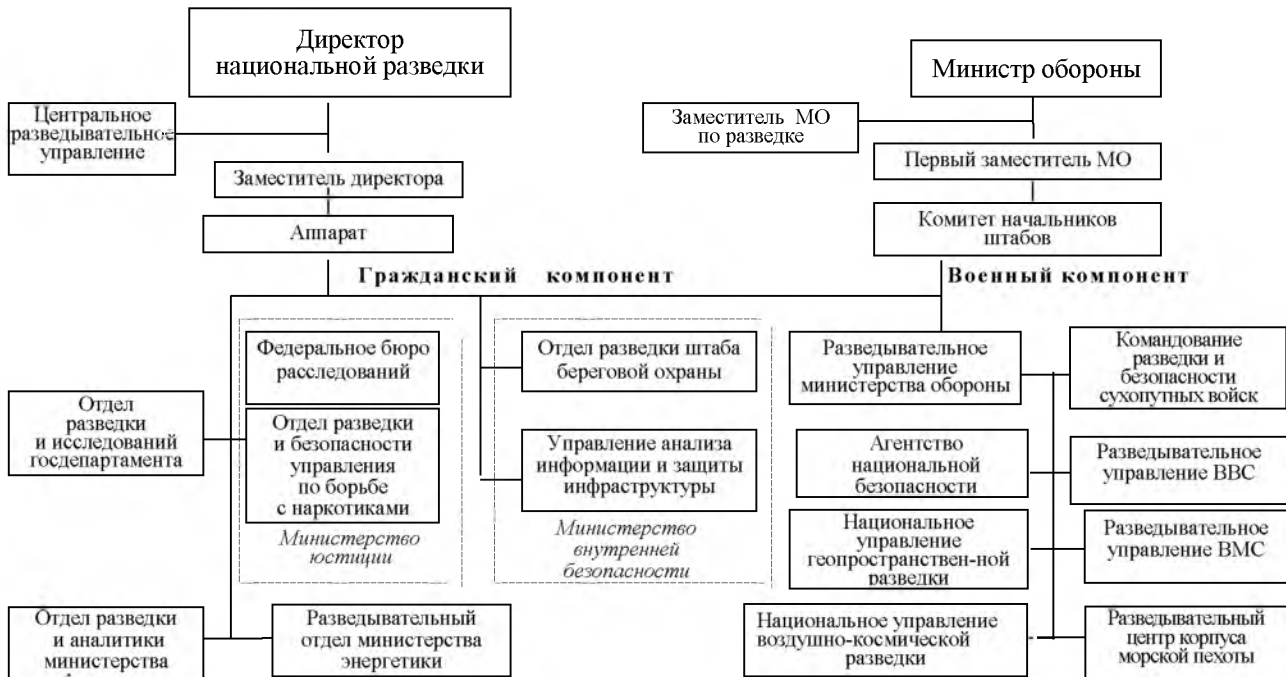 Директор
национальной разведки
Министр обороны
Центральное
разведывательное
управление
Заместитель МО
по разведке
Первый заместитель МО
Заместитель директора
Комитет начальников
штабов
Аппарат
Гражданский компонент
Военный компонент
Федеральное бюро
расследований
Отдел разведки штаба
береговой охраны
Разведывательное
управление
министерства обороны
Командование
разведки и
безопасности
сухопутных войск
Отдел
разведки
и исследований
госдепартамента
Отдел разведки
и безопасности
управления
по борьбе
с наркотиками
Управление анализа
информации и защиты
инфраструктуры
Агентство
национальной
безопасности
Разведывательное
управление ВВС
Министерство
юстиции
Министерство
внутренней
безопасности
Национальное
управление
геопространствен-ной
разведки
Разведывательное
управление ВМС
Отдел разведки
и аналитики
министерства
Разведывательный
отдел министерства
энергетики
Национальное управление
воздушно-космической
разведки
Разведывательный
центр корпуса
морской пехоты